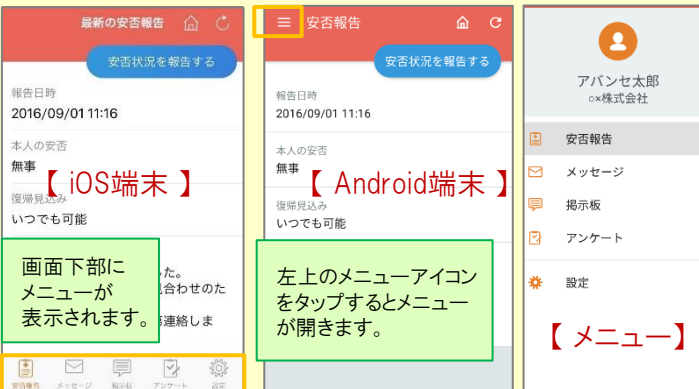 最新の安否報告
安否状況を報告する
報告日時
2016/09/01 11:16
本人の安否
無事
【 iOS端末 】
復帰見込み
いつでも可能
画面下部に
メニューが
表示されます。
た。
合わせのた
連絡しま
安否報告 メッセージ 掲示板 アンケート 設定
安否報告
安否状況を報告する
報告日時
2016/09/01 11:16
本人の安否
無事
【 Android端末 】
復帰見込み
いつでも可能
左上のメニューアイコン
をタップするとメニュー
が開きます。
アバンセ太郎
○×株式会社
安否報告
メッセージ
掲示板
アンケート
設定
【 メニュー】